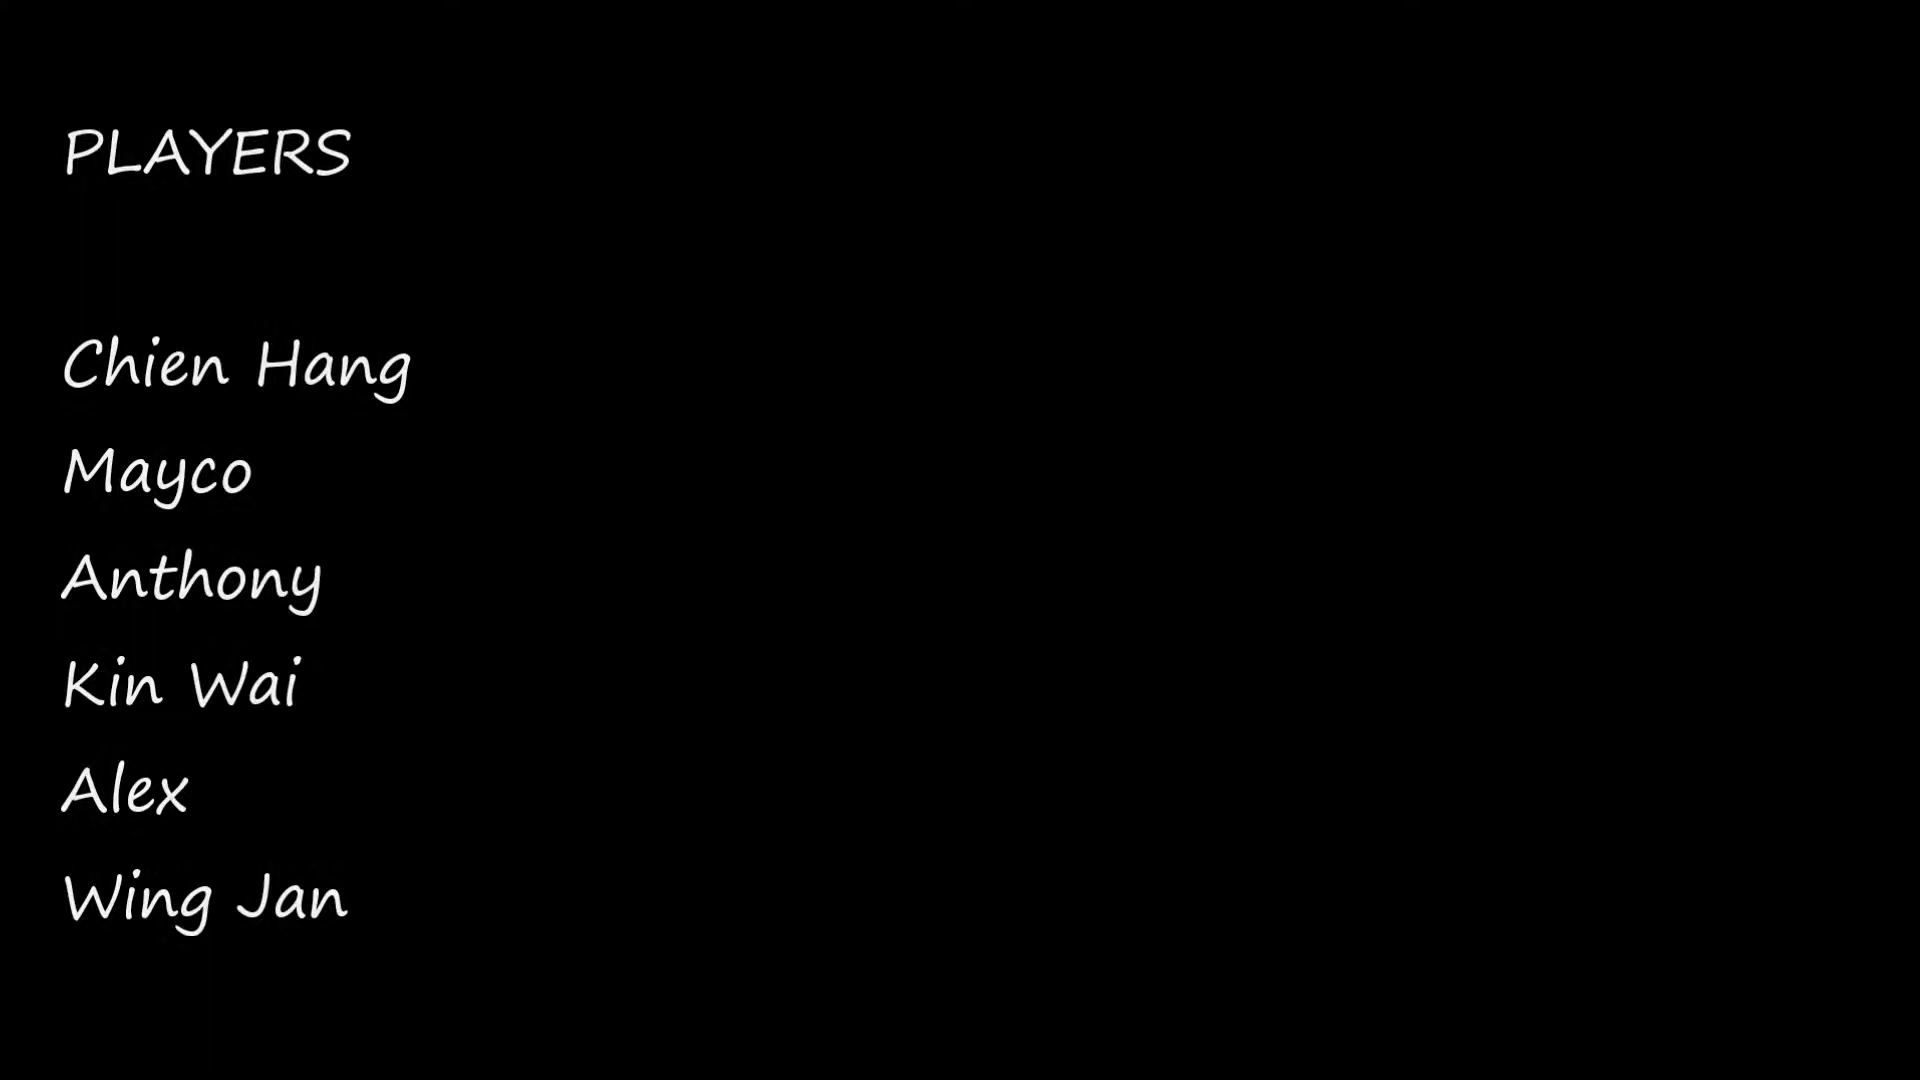 PLAYERS
Chien Hang
Mayco
Anthony
Kin Wai
Alex
Wing Jan